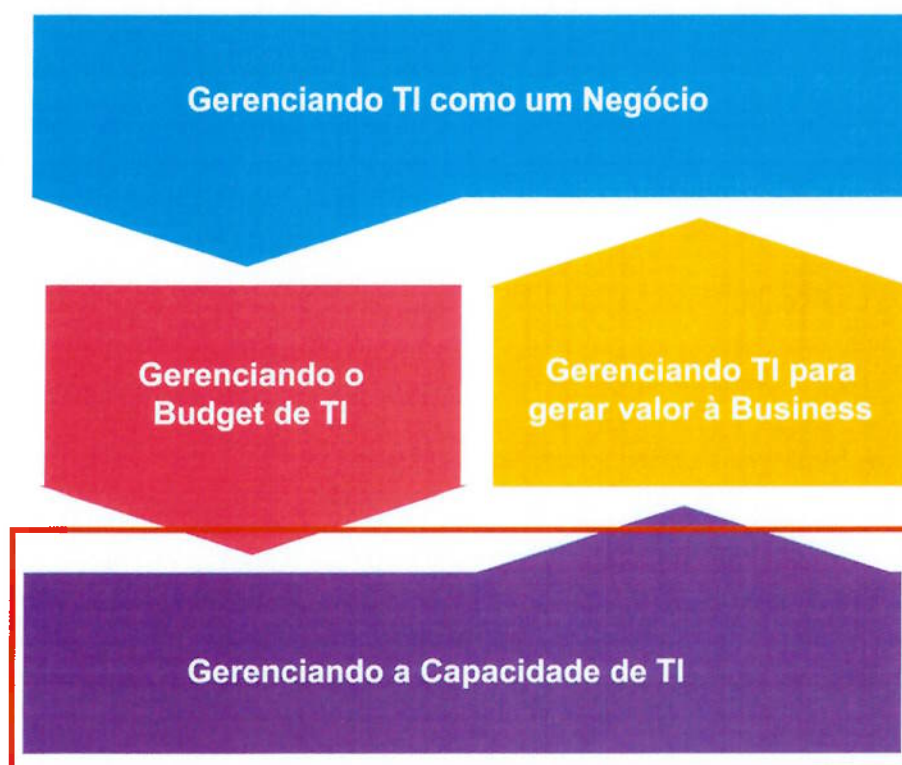 Gerenciando TI como um Negócio
Gerenciando o
Budget de TI
Gerenciando TI para
gerar valor à Business
Gerenciando a Capacidade de TI